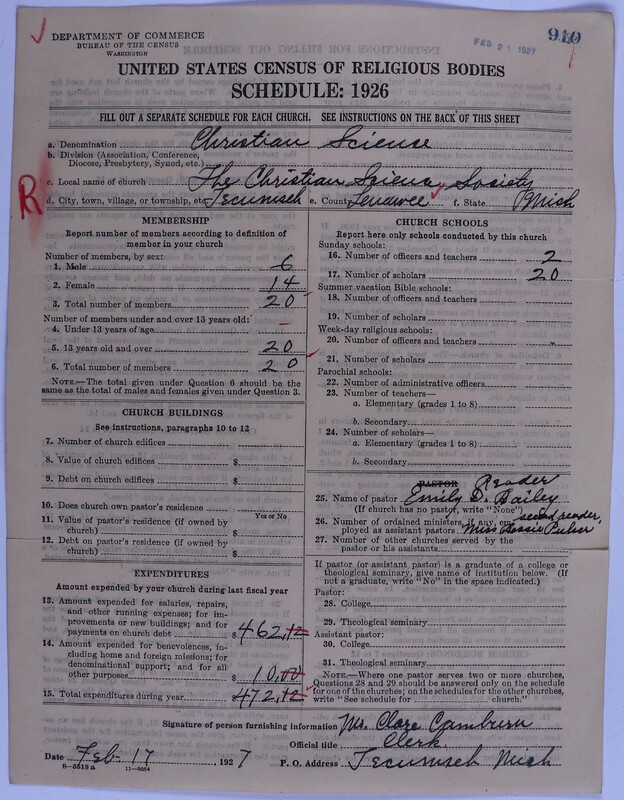 DEPARTMENT OF COMMERCE
BUREAU OF THE CENSUS
WASHINGTON
FEB 21 1927
910
UNITED STATES CENSUS OF RELIGIOUS BODIES
SCHEDULE: 1926
FILL OUT A SEPARATE SCHEDULE FOR EACH CHURCH. SEE INSTRUCTIONS ON THE BACK OF THIS SHEET
a. Denomination Christian Science
b. Division (Association, Conference, Diocese, Presbytery, Synod, etc.)
R
c. Local name of church The Christian Science Society
d. City, town, village, or township, etc. Tecumseh e. County Lenawee f. State Mich
MEMBERSHIP
Report number of members according to definition of member in your church
Number of members, by sex:
1. Male 6
2. Female 14
3. Total number of members 20
Number of members under and over 13 years old:
4. Under 13 years of age –
5. 13 years old and over 20
6. Total number of members 20
NOTE.—The total given under Question 6 should be the same as the total of males and females given under Question 3.
CHURCH BUILDINGS
See instructions, paragraphs 10 to 12
7. Number of church edifices
8. Value of church edifices $
9. Debt on church edifices $
10. Does church own pastor's residence
Yes or No
11. Value of pastor's residence (if owned by church) $
12. Debt on pastor's residence (if owned by church) $
EXPENDITURES
Amount expended by your church during last fiscal year
13. Amount expended for salaries, repairs, and other running expenses; for improvements or new buildings; and for payments on church debt $ 462.12
14. Amount expended for benevolences, including home and foreign missions; for denominational support; and for all other purposes $ 10.00
15. Total expenditures during year $ 472.12
CHURCH SCHOOLS
Report here only schools conducted by this church
Sunday schools:
16. Number of officers and teachers 2
17. Number of scholars 20
Summer vacation Bible schools:
18. Number of officers and teachers
19. Number of scholars
Week-day religious schools:
20. Number of officers and teachers
21. Number of scholars
Parochial schools:
22. Number of administrative officers
23. Number of teachers—
a. Elementary (grades 1 to 8)
b. Secondary
24. Number of scholars—
a. Elementary (grades 1 to 8)
b. Secondary
PASTOR Reader
25. Name of pastor Emily D. Bailey
(If church has no pastor, write "None")
26. Number of ordained ministers, if any, employed as assistant pastors second reader, Miss
27. Number of other churches served by the pastor or his assistant
If pastor (or assistant pastor) is a graduate of a college or theological seminary, give name of institution below. (If not a graduate, write "No" in the space indicated.)
Pastor:
28. College
29. Theological seminary
Assistant pastor:
30. College
31. Theological seminary
NOTE.—Where one pastor serves two or more churches, Questions 28 and 29 should be answered only on the schedule for one of the churches; on the schedules for the other churches, write "See schedule for church."
Signature of person furnishing information Mr. Clare
Official title Clerk
Date Feb 17 1927 P. O. Address Tecumseh Mich
8—5519 a 11—9064